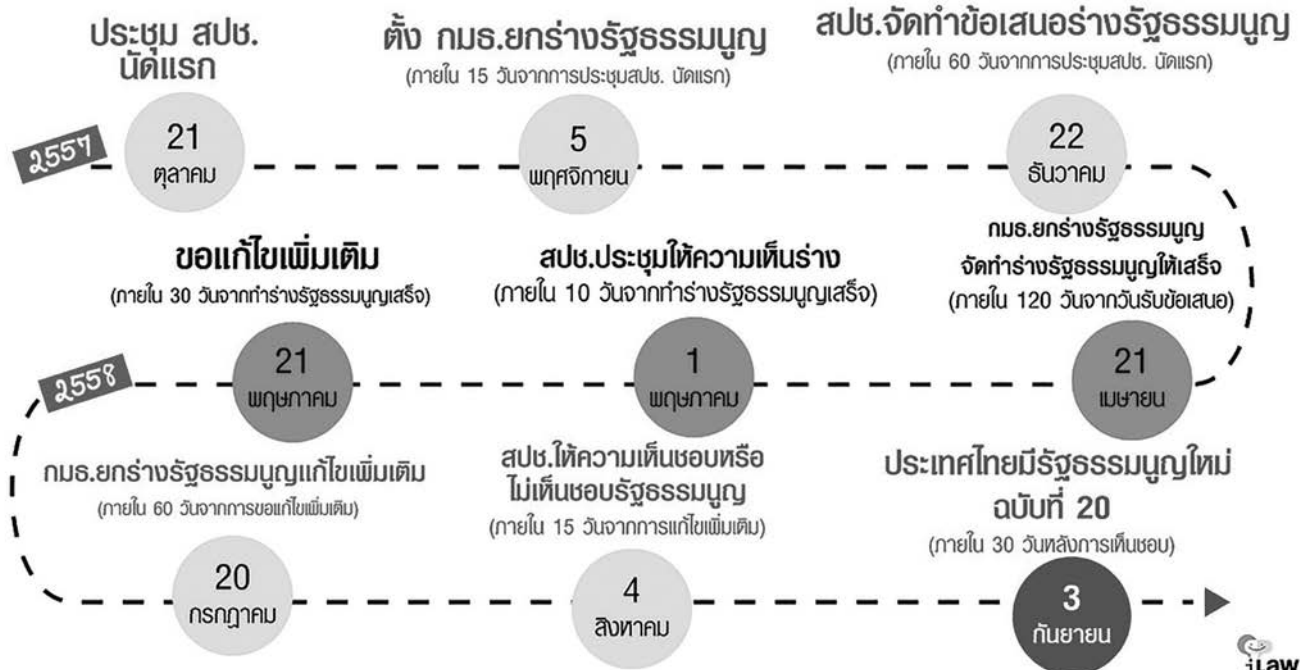 ประชุม สปช.
นัดแรก
ตั้ง กมธ.ยกร่างรัฐธรรมนูญ
(ภายใน 15 วันจากการประชุมสปช. นัดแรก)
สปช.จัดทำข้อเสนอร่างรัฐธรรมนูญ
(ภายใน 60 วันจากการประชุมสปช. นัดแรก)
2557
21
ตุลาคม
5
พฤศจิกายน
22
ธันวาคม
กมธ.ยกร่างรัฐธรรมนูญ
จัดทำร่างรัฐธรรมนูญให้เสร็จ
(ภายใน 120 วันจากวันรับข้อเสนอ)
21
เมษายน
สปช.ประชุมให้ความเห็นร่าง
(ภายใน 10 วันจากทำร่างรัฐธรรมนูญเสร็จ)
1
พฤษภาคม
ขอแก้ไขเพิ่มเติม
(ภายใน 30 วันจากทำร่างรัฐธรรมนูญเสร็จ)
21
พฤษภาคม
2558
กมธ.ยกร่างรัฐธรรมนูญแก้ไขเพิ่มเติม
(ภายใน 60 วันจากการขอแก้ไขเพิ่มเติม)
20
กรกฎาคม
สปช.ให้ความเห็นชอบหรือ
ไม่เห็นชอบรัฐธรรมนูญ
(ภายใน 15 วันจากการแก้ไขเพิ่มเติม)
4
สิงหาคม
ประเทศไทยมีรัฐธรรมนูญใหม่
ฉบับที่ 20
(ภายใน 30 วันหลังการเห็นชอบ)
3
กันยายน
iLaw